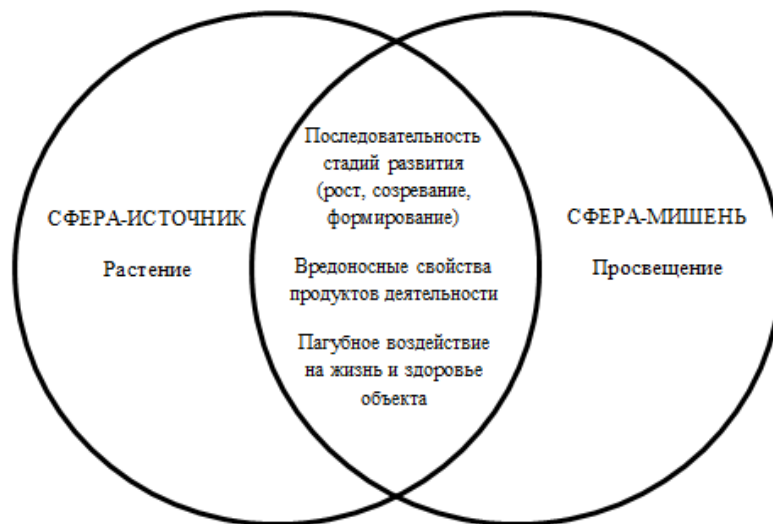 СФЕРА-ИСТОЧНИК
Растение
Последовательность
стадий развития
(рост, созревание,
формирование)
Вредоносные свойства
продуктов деятельности
Пагубное воздействие
на жизнь и здоровье
объекта
СФЕРА-МИШЕНЬ
Просвещение